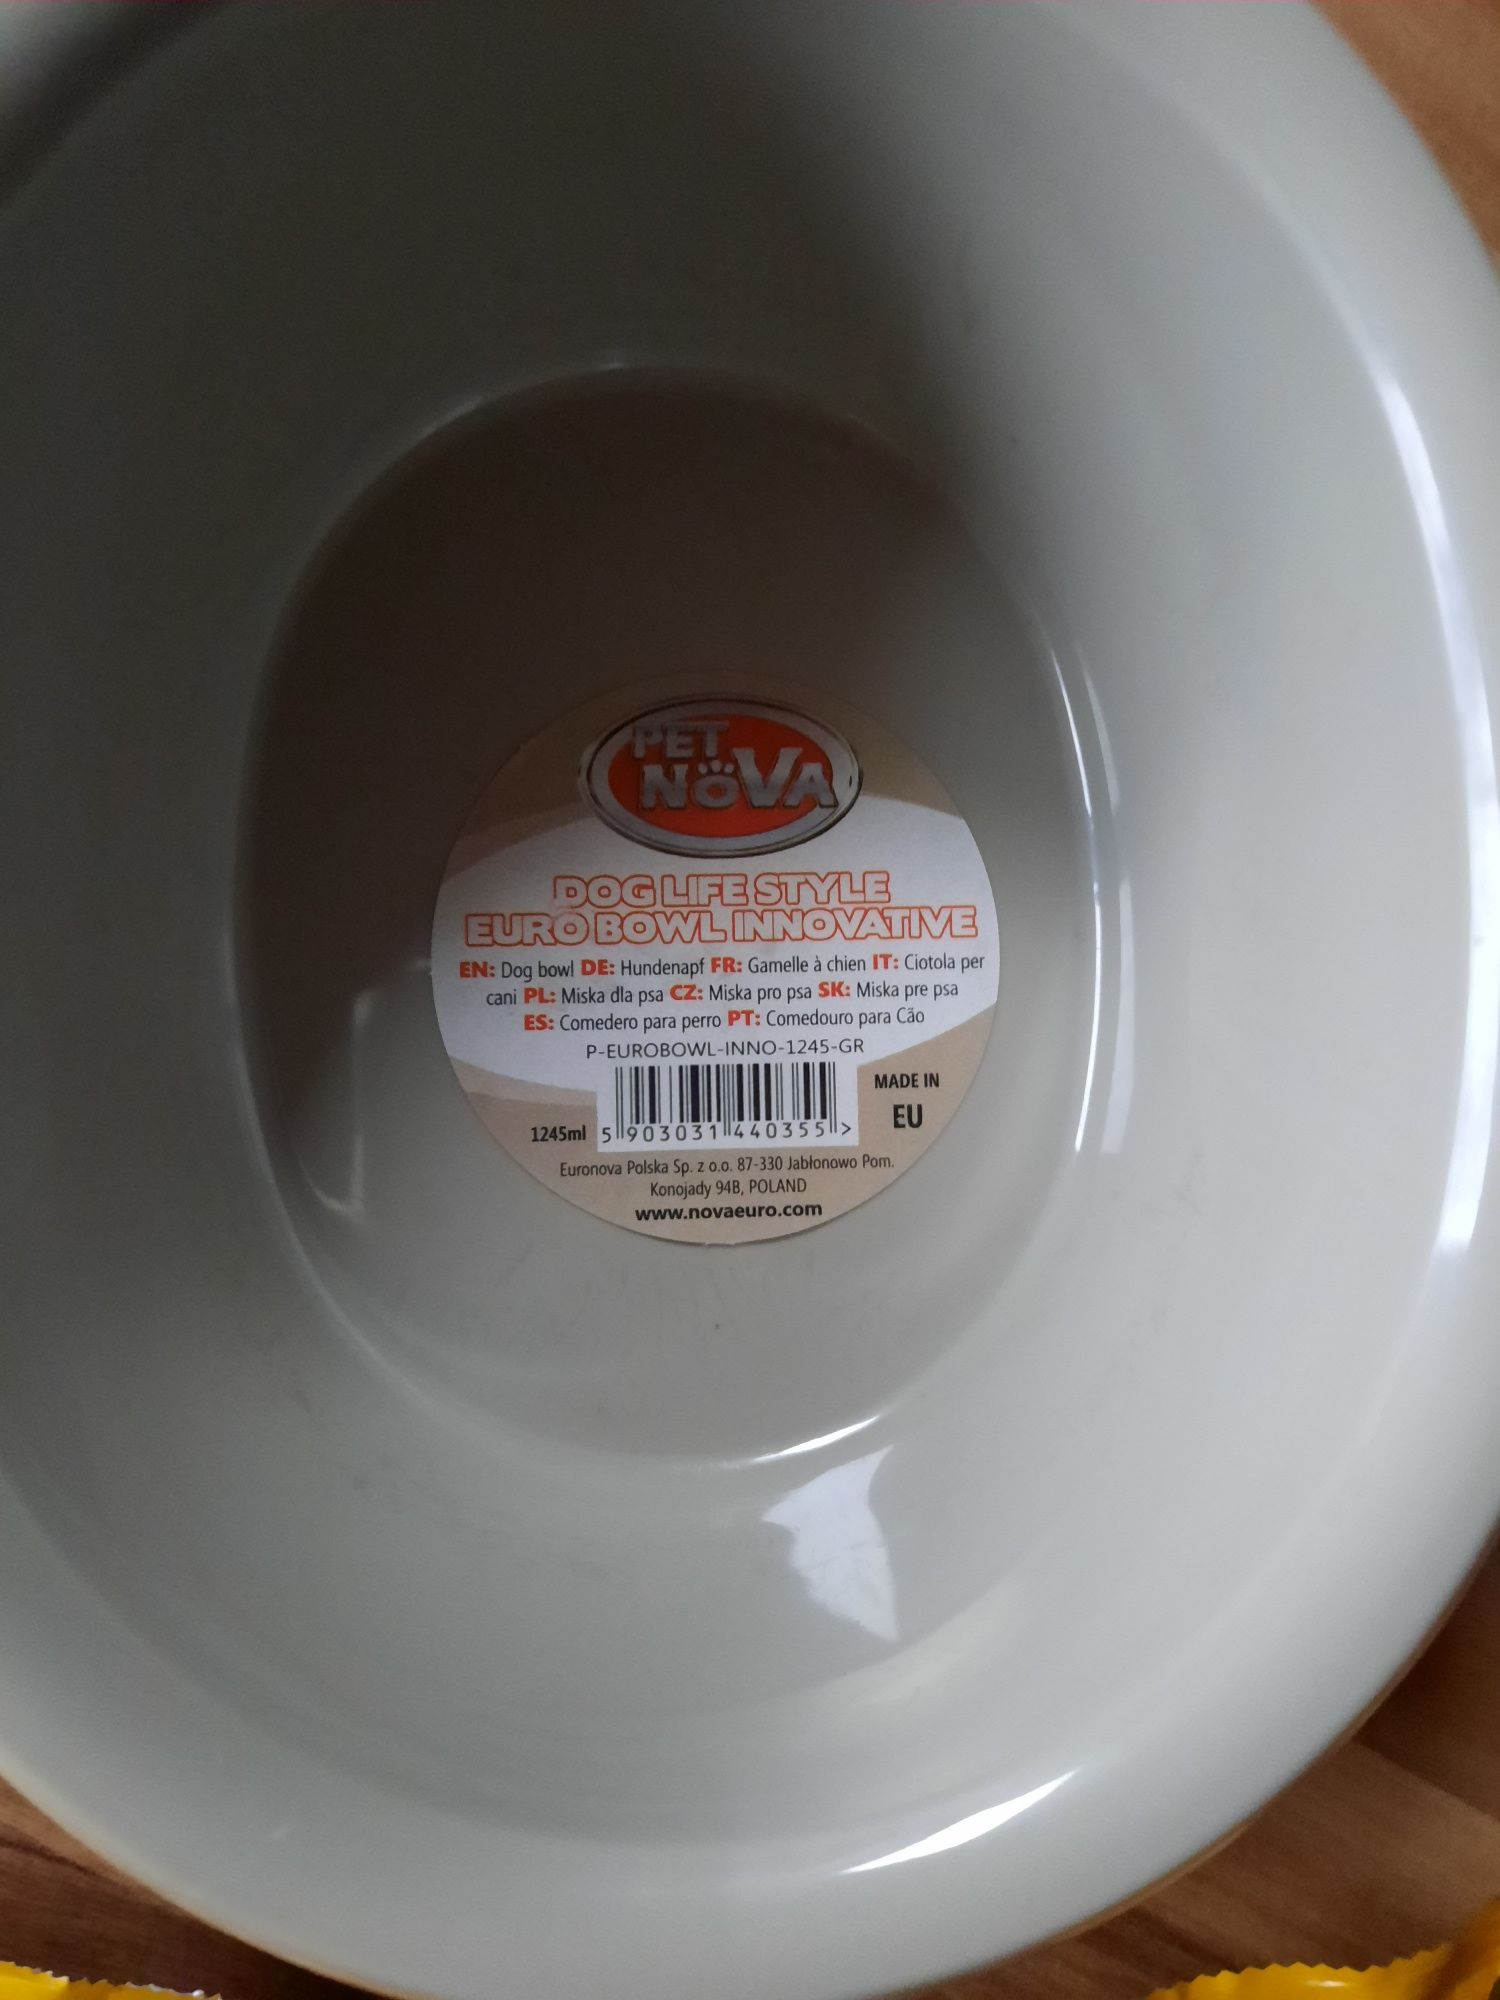 PET
NOVA
DOG LIFE STYLE
EURO BOWL INNOVATIVE
EN: Dog bowl DE: Hundenapf FR: Gamelle à chien IT: Ciotola per
cani PL: Miska dla psa CZ: Miska pro psa SK: Miska pre psa
ES: Comedero para perro PT: Comedouro para Cão
P-EUROBOWL-INNO-1245-GR
MADE IN
EU
1245ml
5 903031 440355 >
Euronova Polska Sp. z o.o. 87-330 Jabłonowo Pom.
Konojady 94B, POLAND
www.novaeuro.com